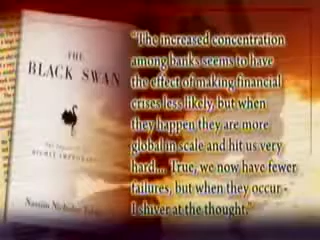 THE
BLACK SWAN
Nassim Nicholas Taleb
"The increased concentration
among banks seems to have
the effect of making financial
crises less likely, but when
they happen they are more
global in scale and hit us very
hard... True, we now have fewer
failures, but when they occur -
I shiver at the thought."